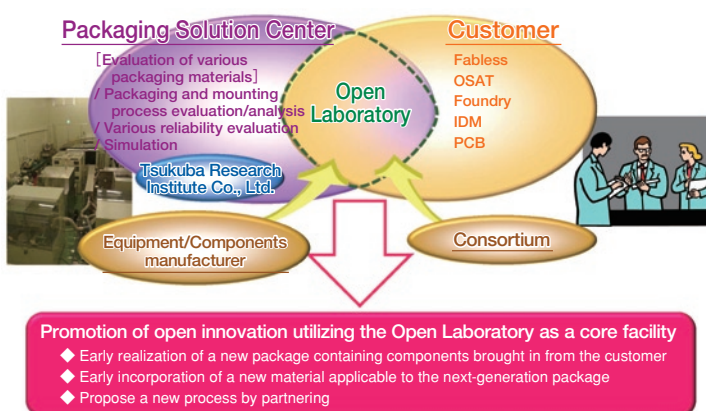 Packaging Solution Center
[Evaluation of various
packaging materials]
/ Packaging and mounting
process evaluation/analysis
/ Various reliability evaluation
/ Simulation
Tsukuba Research
Institute Co., Ltd.
Open
Laboratory
Customer
Fabless
OSAT
Foundry
IDM
PCB
Equipment/Components
manufacturer
Consortium
Promotion of open innovation utilizing the Open Laboratory as a core facility
◆ Early realization of a new package containing components brought in from the customer
◆ Early incorporation of a new material applicable to the next-generation package
◆ Propose a new process by partnering